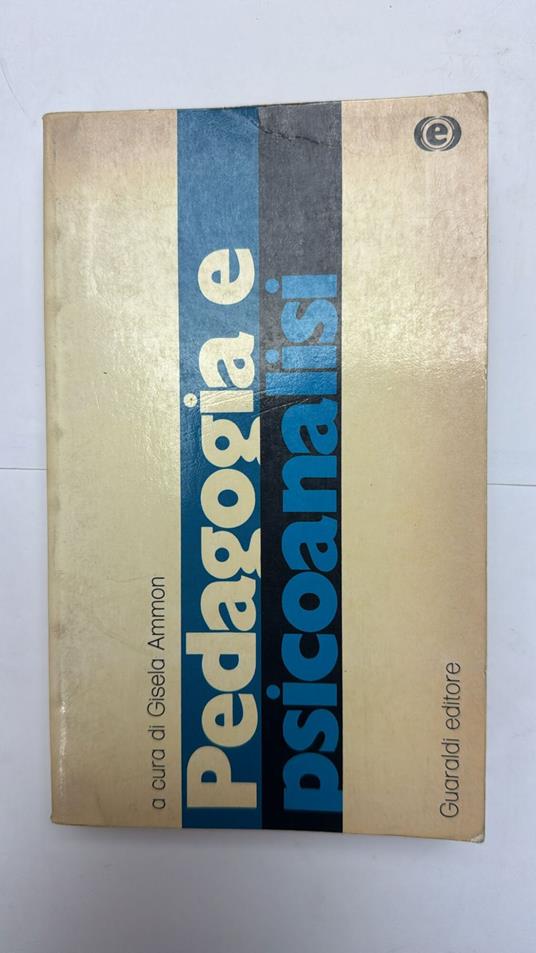 a cura di Gisela Ammon
Pedagogia e
psicoanalisi
Guaraldi editore
e